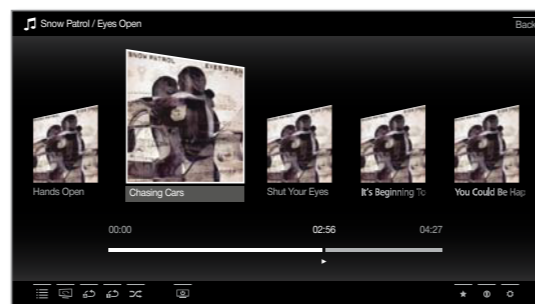 Snow Patrol / Eyes Open
Back
SNOW PATROL EYES OPEN
Hands Open
Chasing Cars
Shut Your Eyes
It's Beginning To
You Could Be Hap
00:00 02:56 04:27